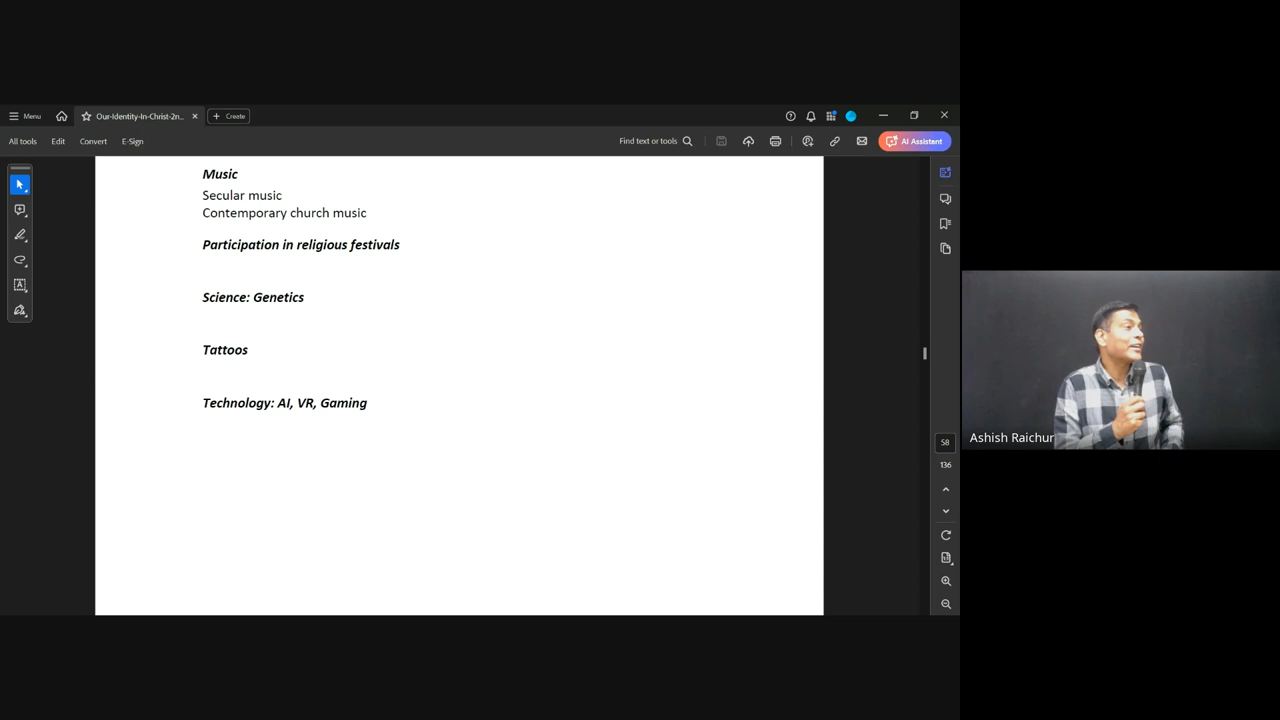 Menu
Our-Identity-In-Christ-2n...
Create
All tools
Edit
Convert
E-Sign
Find text or tools
AI Assistant
Music
Secular music
Contemporary church music
Participation in religious festivals
Science: Genetics
Tattoos
Technology: AI, VR, Gaming
58
136
Ashish Raichur